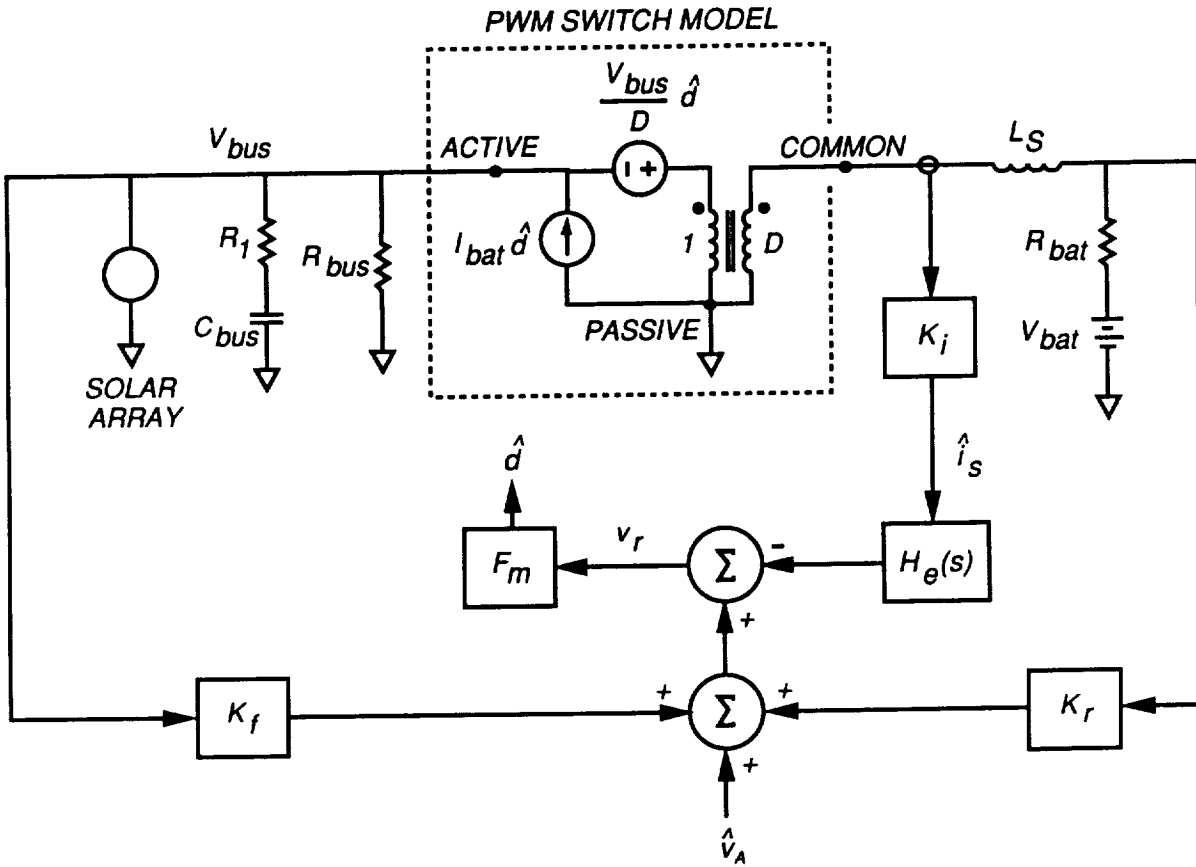 PWM SWITCH MODEL
V_bus
D
d̂
V_bus
ACTIVE
COMMON
L_S
R_1
R_bus
I_bat d̂
1
D
R_bat
C_bus
PASSIVE
K_i
V_bat
SOLAR
ARRAY
d̂
î_s
F_m
v_r
Σ
-
H_e(s)
+
K_f
+
Σ
+
K_r
+
v̂_A